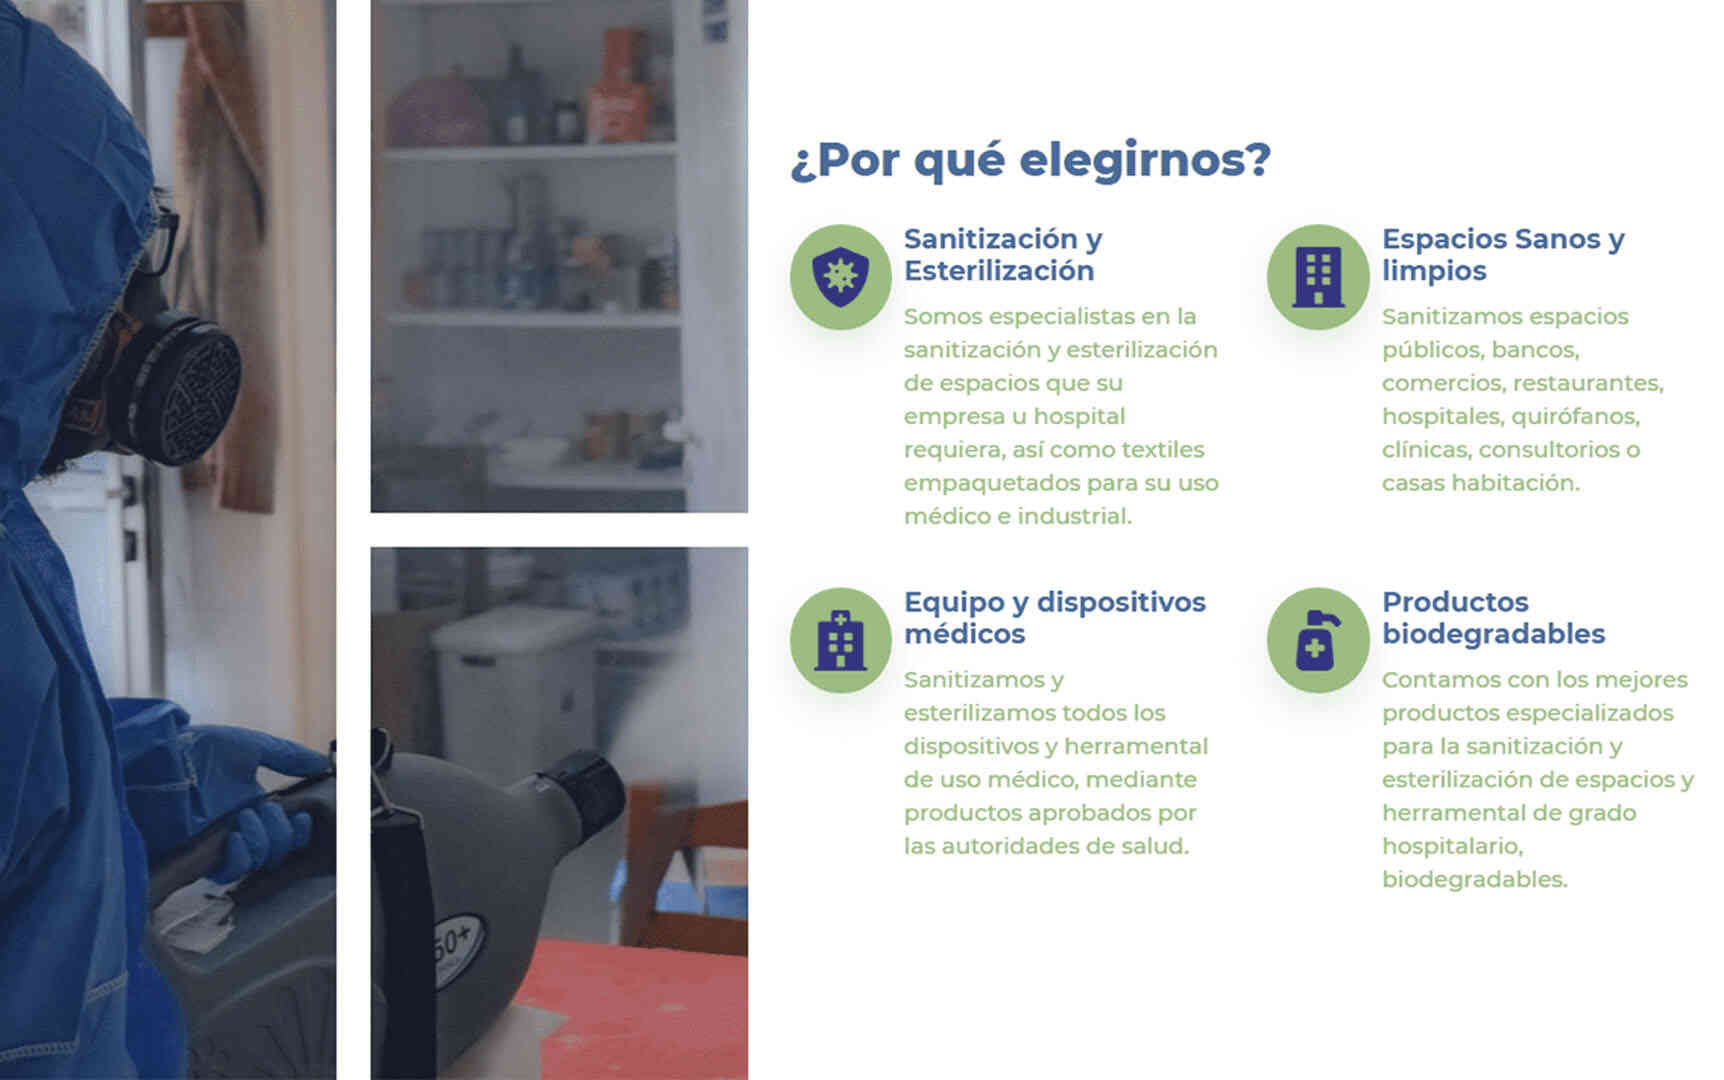 ¿Por qué elegirnos?
Sanitización y
Esterilización
Somos especialistas en la
sanitización y esterilización
de espacios que su
empresa u hospital
requiera, así como textiles
empaquetados para su uso
médico e industrial.
Espacios Sanos y
limpios
Sanitizamos espacios
públicos, bancos,
comercios, restaurantes,
hospitales, quirófanos,
clínicas, consultorios o
casas habitación.
Equipo y dispositivos
médicos
Sanitizamos y
esterilizamos todos los
dispositivos y herramental
de uso médico, mediante
productos aprobados por
las autoridades de salud.
Productos
biodegradables
Contamos con los mejores
productos especializados
para la sanitización y
esterilización de espacios y
herramental de grado
hospitalario,
biodegradables.
50+